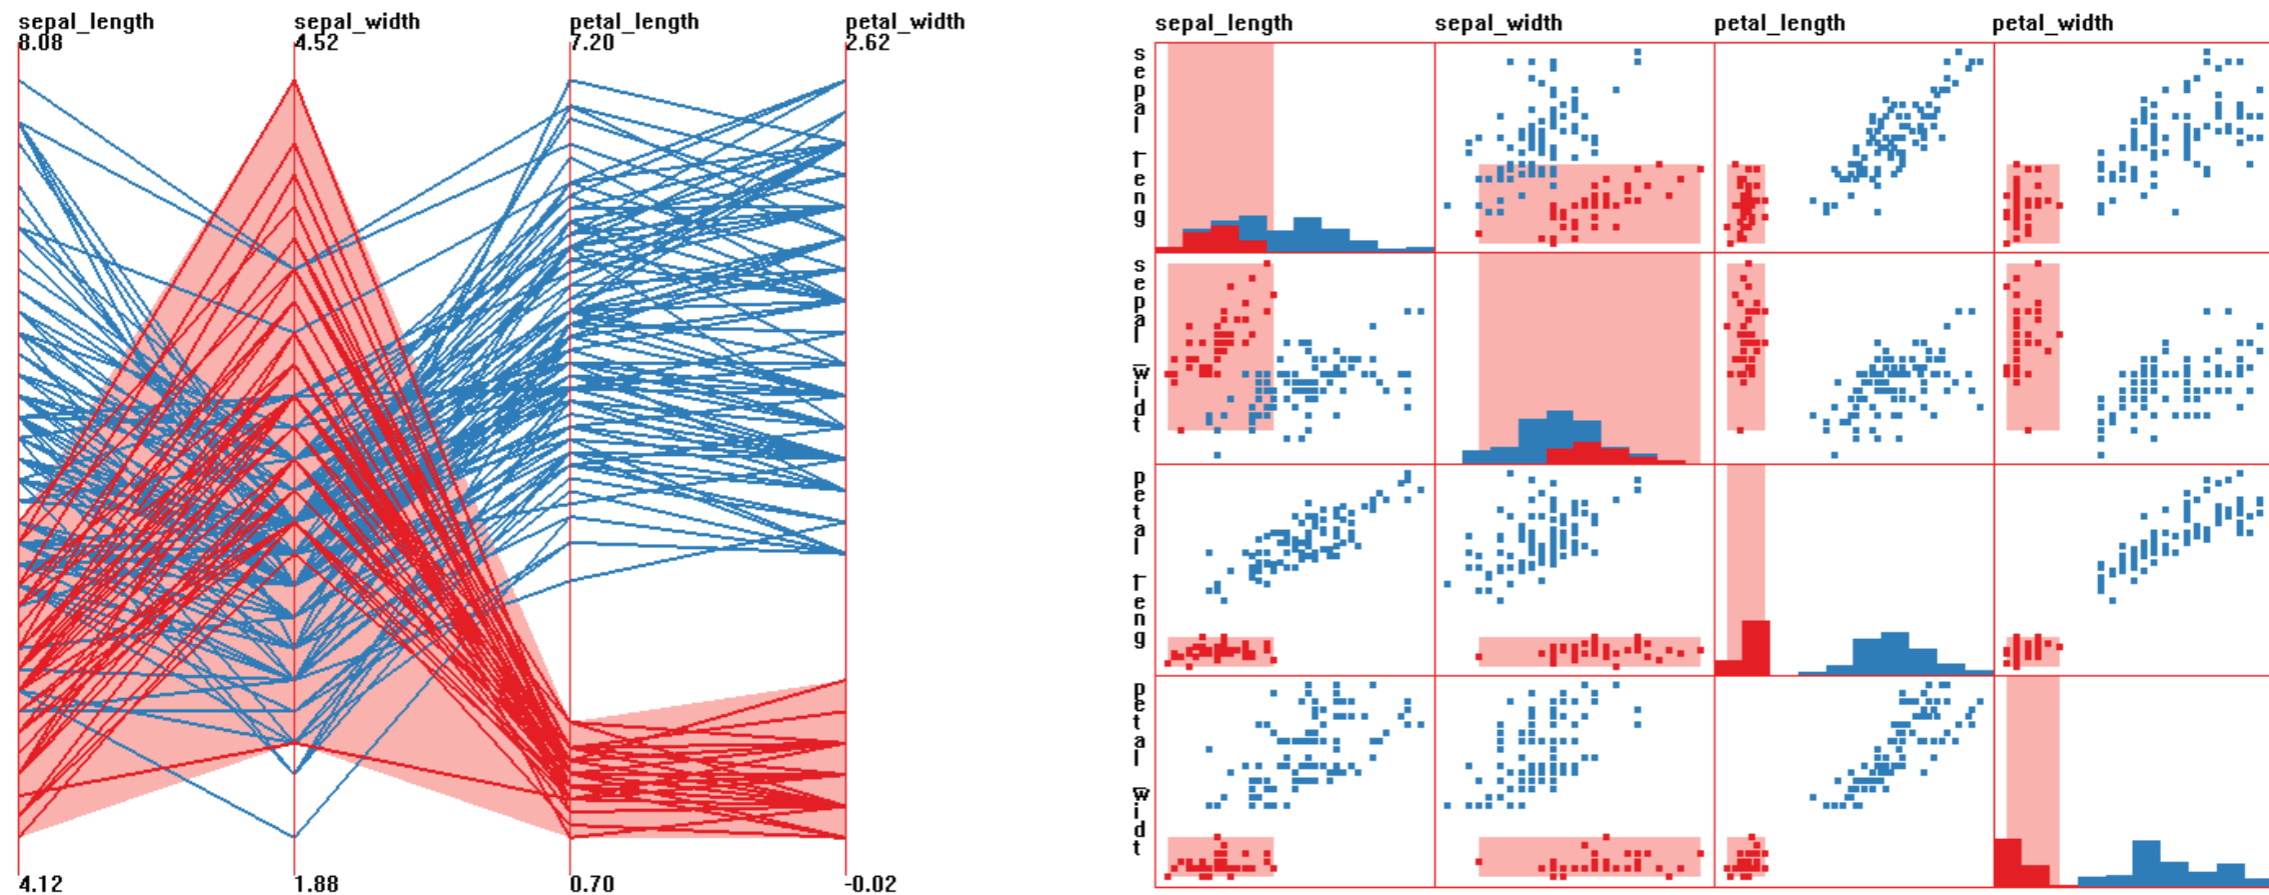 sepal_length sepal_width petal_length petal_width
8.08 4.52 7.20 2.62
4.12 1.88 0.70 -0.02
sepal_length sepal_width petal_length petal_width
sepal_leng
sepal_widt
petal_leng
petal_widt